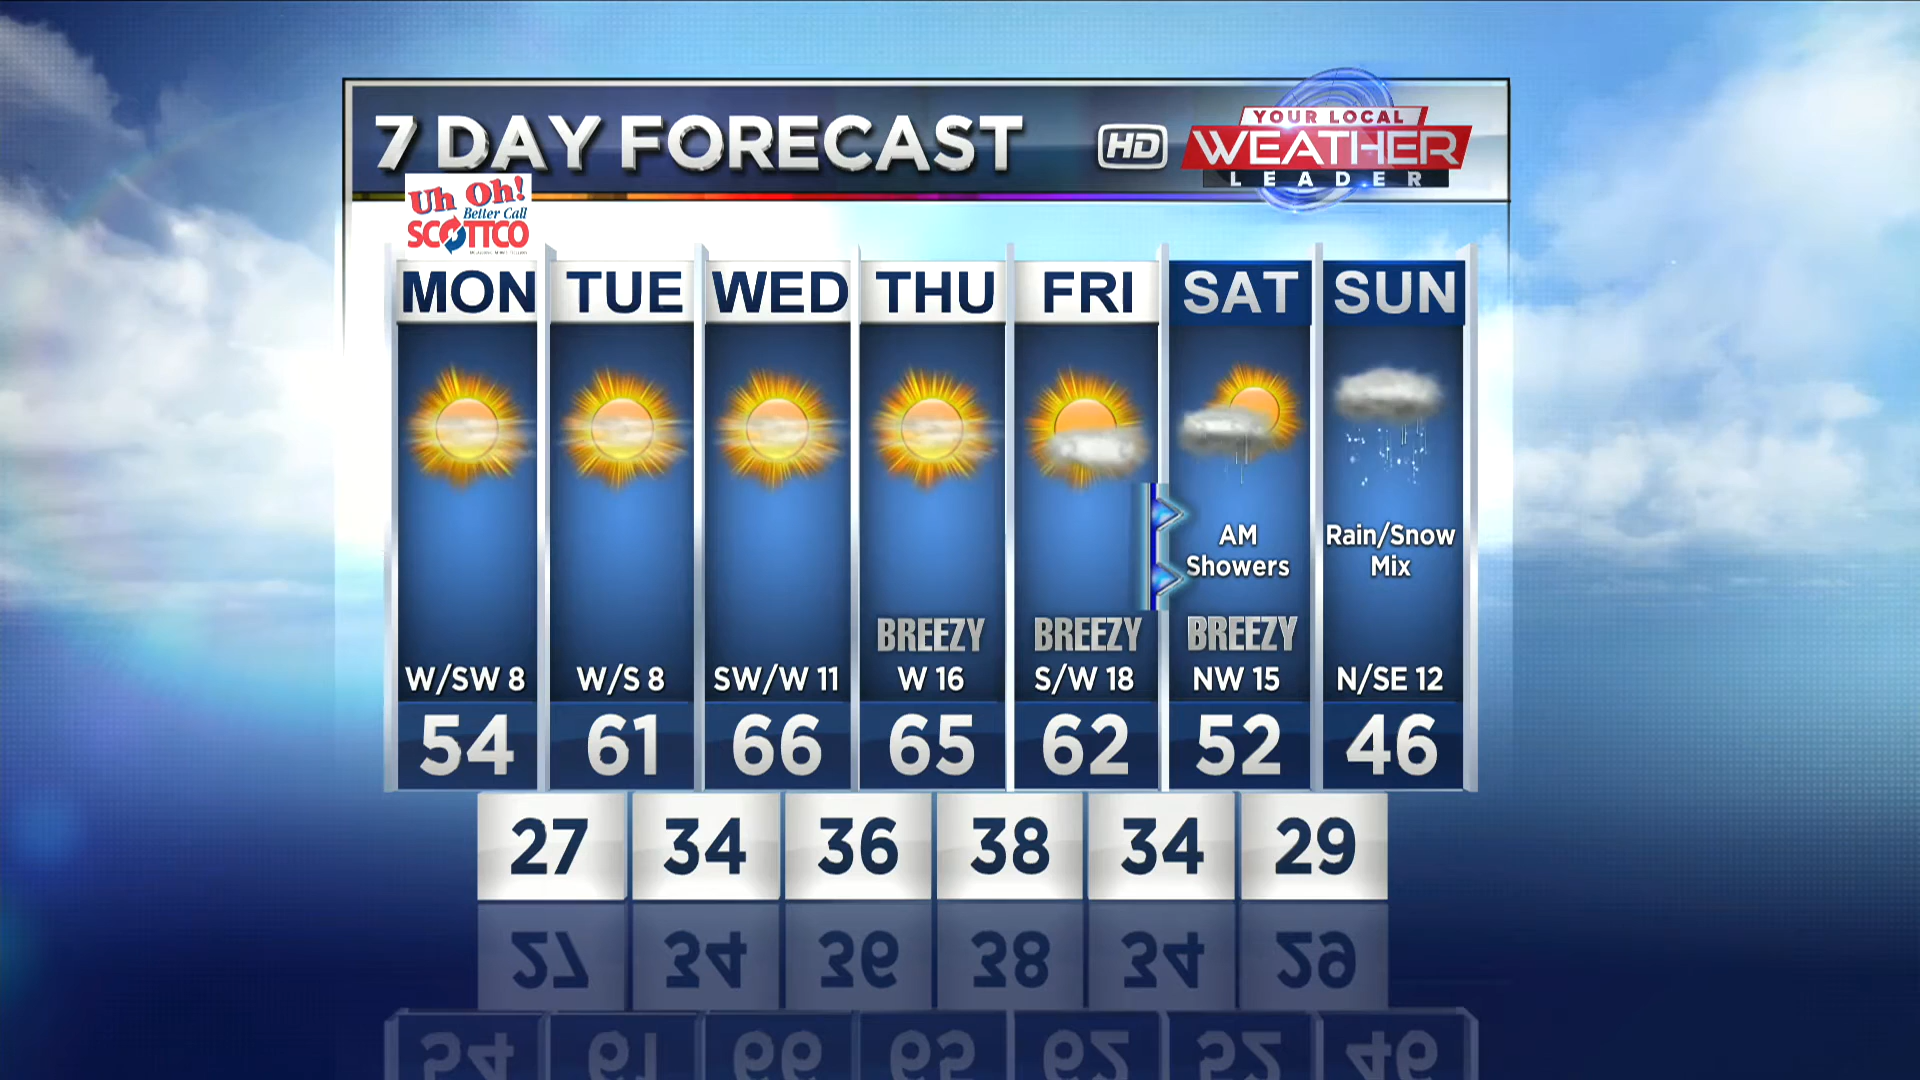 7 DAY FORECAST
HD
YOUR LOCAL
WEATHER
LEADER
Uh Oh!
Better Call
SCOTTCO
MON TUE WED THU FRI SAT SUN
AM
Showers
Rain/Snow
Mix
BREEZY BREEZY BREEZY
W/SW 8 W/S 8 SW/W 11 W 16 S/W 18 NW 15 N/SE 12
54 61 66 65 62 52 46
27 34 36 38 34 29